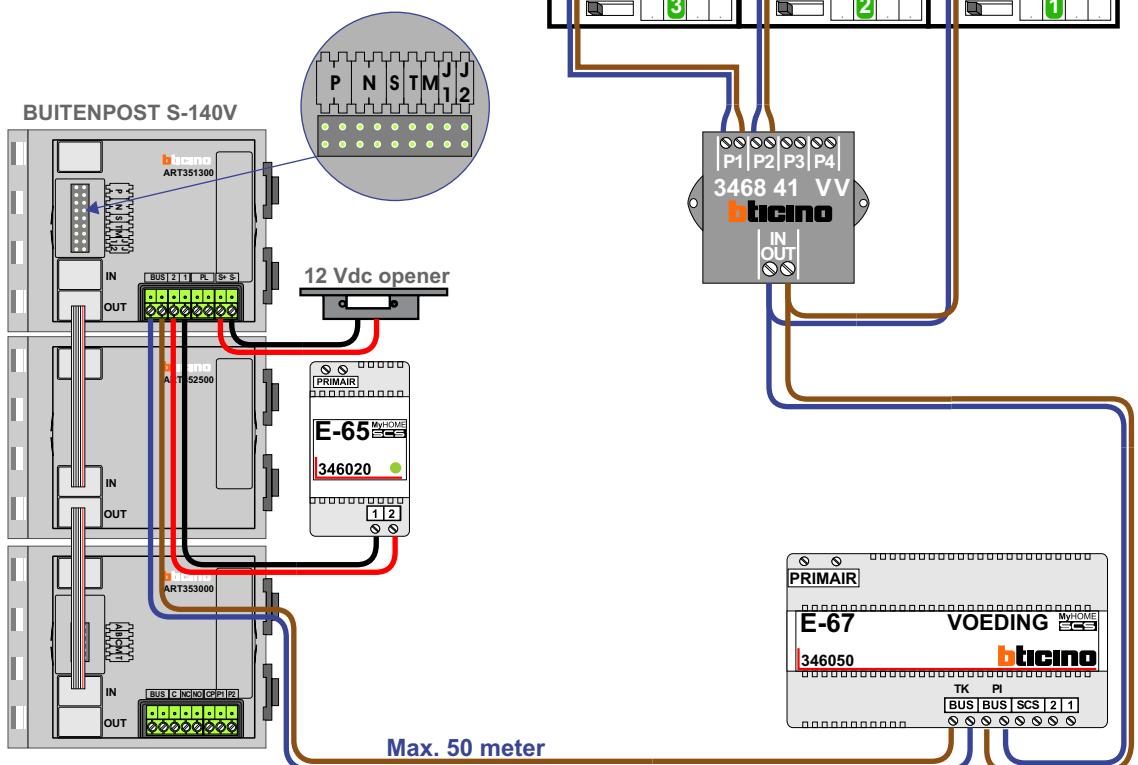 3
2
1
P N S T M J1 J2
BUITENPOST S-140V
bticino
ART351300
P N S T M J1 J2
IN
OUT
BUS 2 1 PL S+ S-
12 Vdc opener
P1 P2 P3 P4
3468 41 VV
bticino
IN
OUT
bticino
IN
OUT
PRIMAIR
E-65 MyHOME SCS
346020
1 2
bticino
ART353000
A B C M T
IN
OUT
BUS C NC NO CP P1 P2
PRIMAIR
E-67 VOEDING MyHOME SCS
346050 bticino
TK PI
BUS BUS SCS 2 1
Max. 50 meter